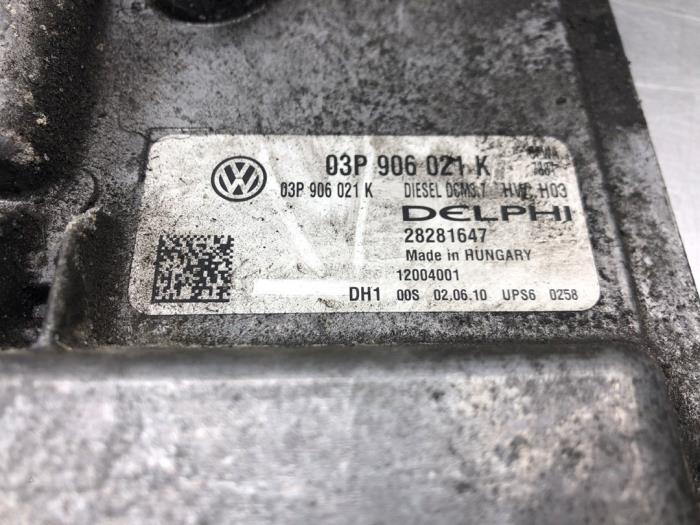 03P 906 021 K
03P 906 021 K DIESEL DCM3.7 HW: H03
DELPHI
28281647
Made in HUNGARY
12004001
DH1 00S 02.06.10 UPS6 0Z58